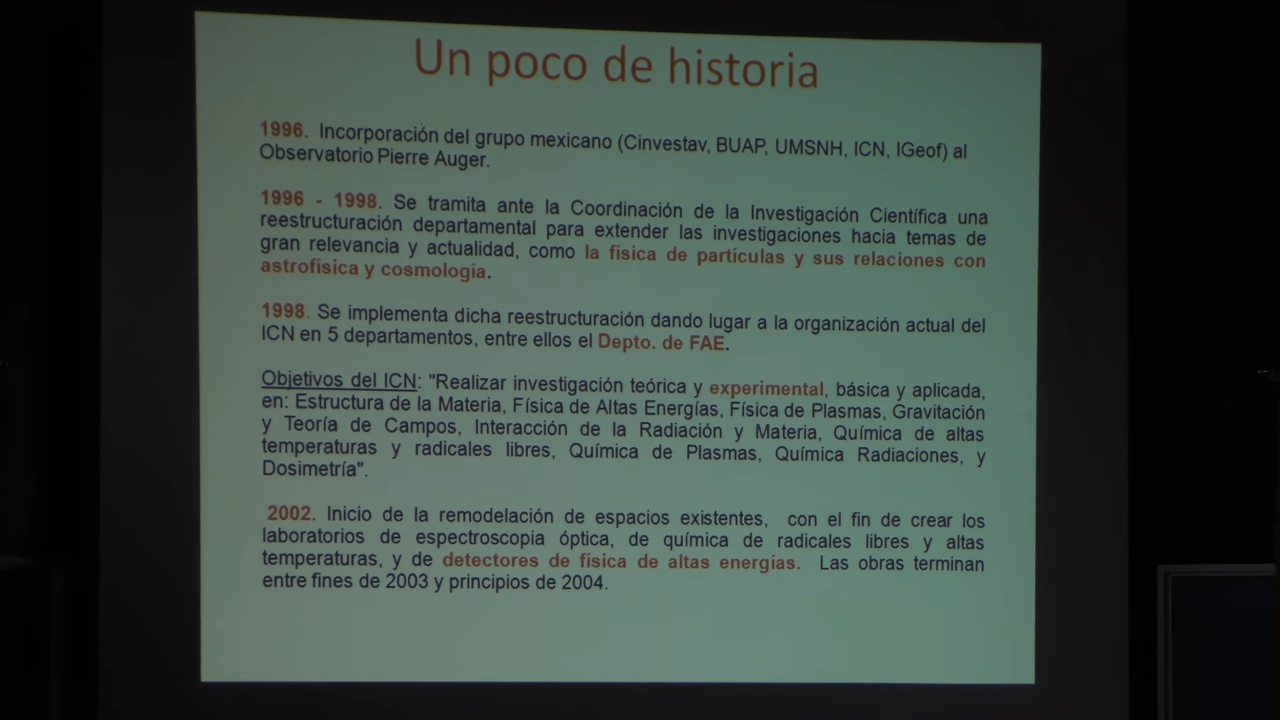 Un poco de historia
1996. Incorporación del grupo mexicano (Cinvestav, BUAP, UMSNH, ICN, IGeof) al
Observatorio Pierre Auger.
1996 - 1998. Se tramita ante la Coordinación de la Investigación Científica una
reestructuración departamental para extender las investigaciones hacia temas de
gran relevancia y actualidad, como la física de partículas y sus relaciones con
astrofísica y cosmología.
1998. Se implementa dicha reestructuración dando lugar a la organización actual del
ICN en 5 departamentos, entre ellos el Depto. de FAE.
Objetivos del ICN: "Realizar investigación teórica y experimental, básica y aplicada,
en: Estructura de la Materia, Física de Altas Energías, Física de Plasmas, Gravitación
y Teoría de Campos, Interacción de la Radiación y Materia, Química de altas
temperaturas y radicales libres, Química de Plasmas, Química Radiaciones, y
Dosimetría".
2002. Inicio de la remodelación de espacios existentes, con el fin de crear los
laboratorios de espectroscopia óptica, de química de radicales libres y altas
temperaturas, y de detectores de física de altas energías. Las obras terminan
entre fines de 2003 y principios de 2004.